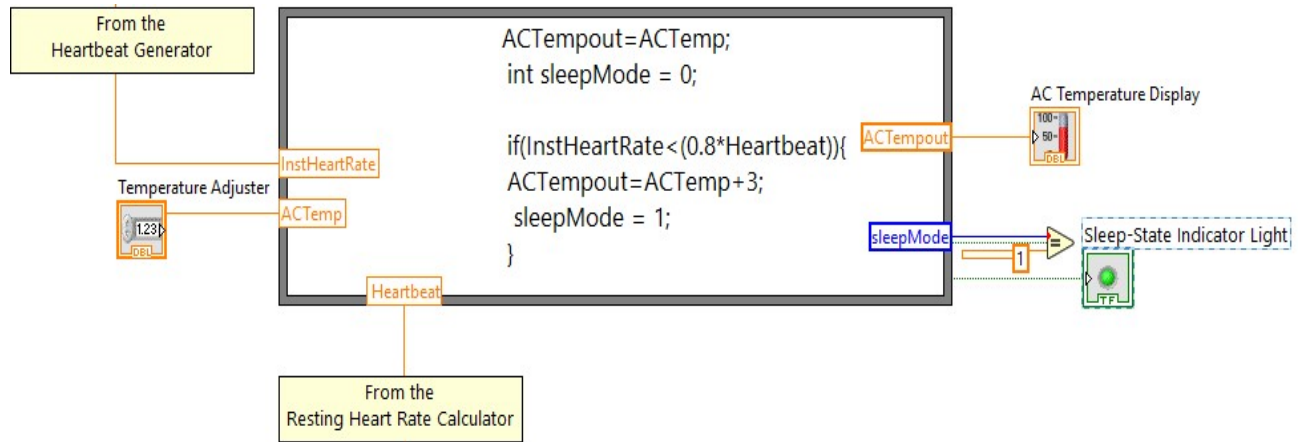 From the
Heartbeat Generator
ACTempout=ACTemp;
int sleepMode = 0;
if(InstHeartRate<(0.8*Heartbeat)){
ACTempout=ACTemp+3;
sleepMode = 1;
}
InstHeartRate
Temperature Adjuster
ACTemp
1.23
DBL
Heartbeat
From the
Resting Heart Rate Calculator
ACTempout
AC Temperature Display
100-
50-
DBL
sleepMode
1
=
Sleep-State Indicator Light
TF